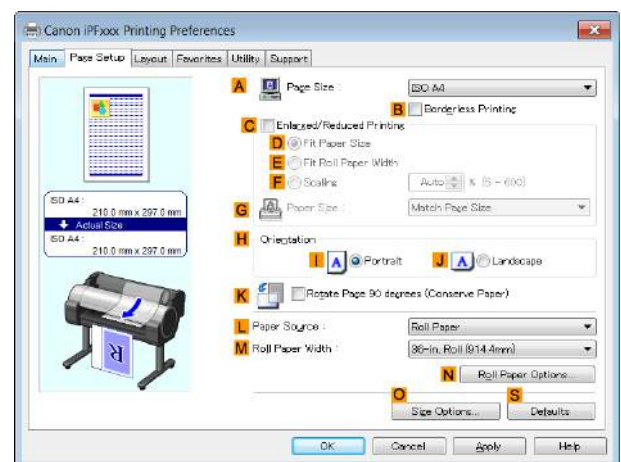 Canon iPFxxx Printing Preferences
Main Page Setup Layout Favorites Utility Support
A Page Size : ISO A4
B Borderless Printing
C Enlarged/Reduced Printing
D Fit Paper Size
E Fit Roll Paper Width
F Scaling Auto % (5 - 600)
ISO A4 :
210.0 mm x 297.0 mm
Actual Size
ISO A4 :
210.0 mm x 297.0 mm
G Paper Size : Match Page Size
H Orientation
I A Portrait J A Landscape
K Rotate Page 90 degrees (Conserve Paper)
L Paper Source : Roll Paper
M Roll Paper Width : 36-in. Roll (914.4mm)
N Roll Paper Options...
O Size Options... S Defaults
OK Cancel Apply Help